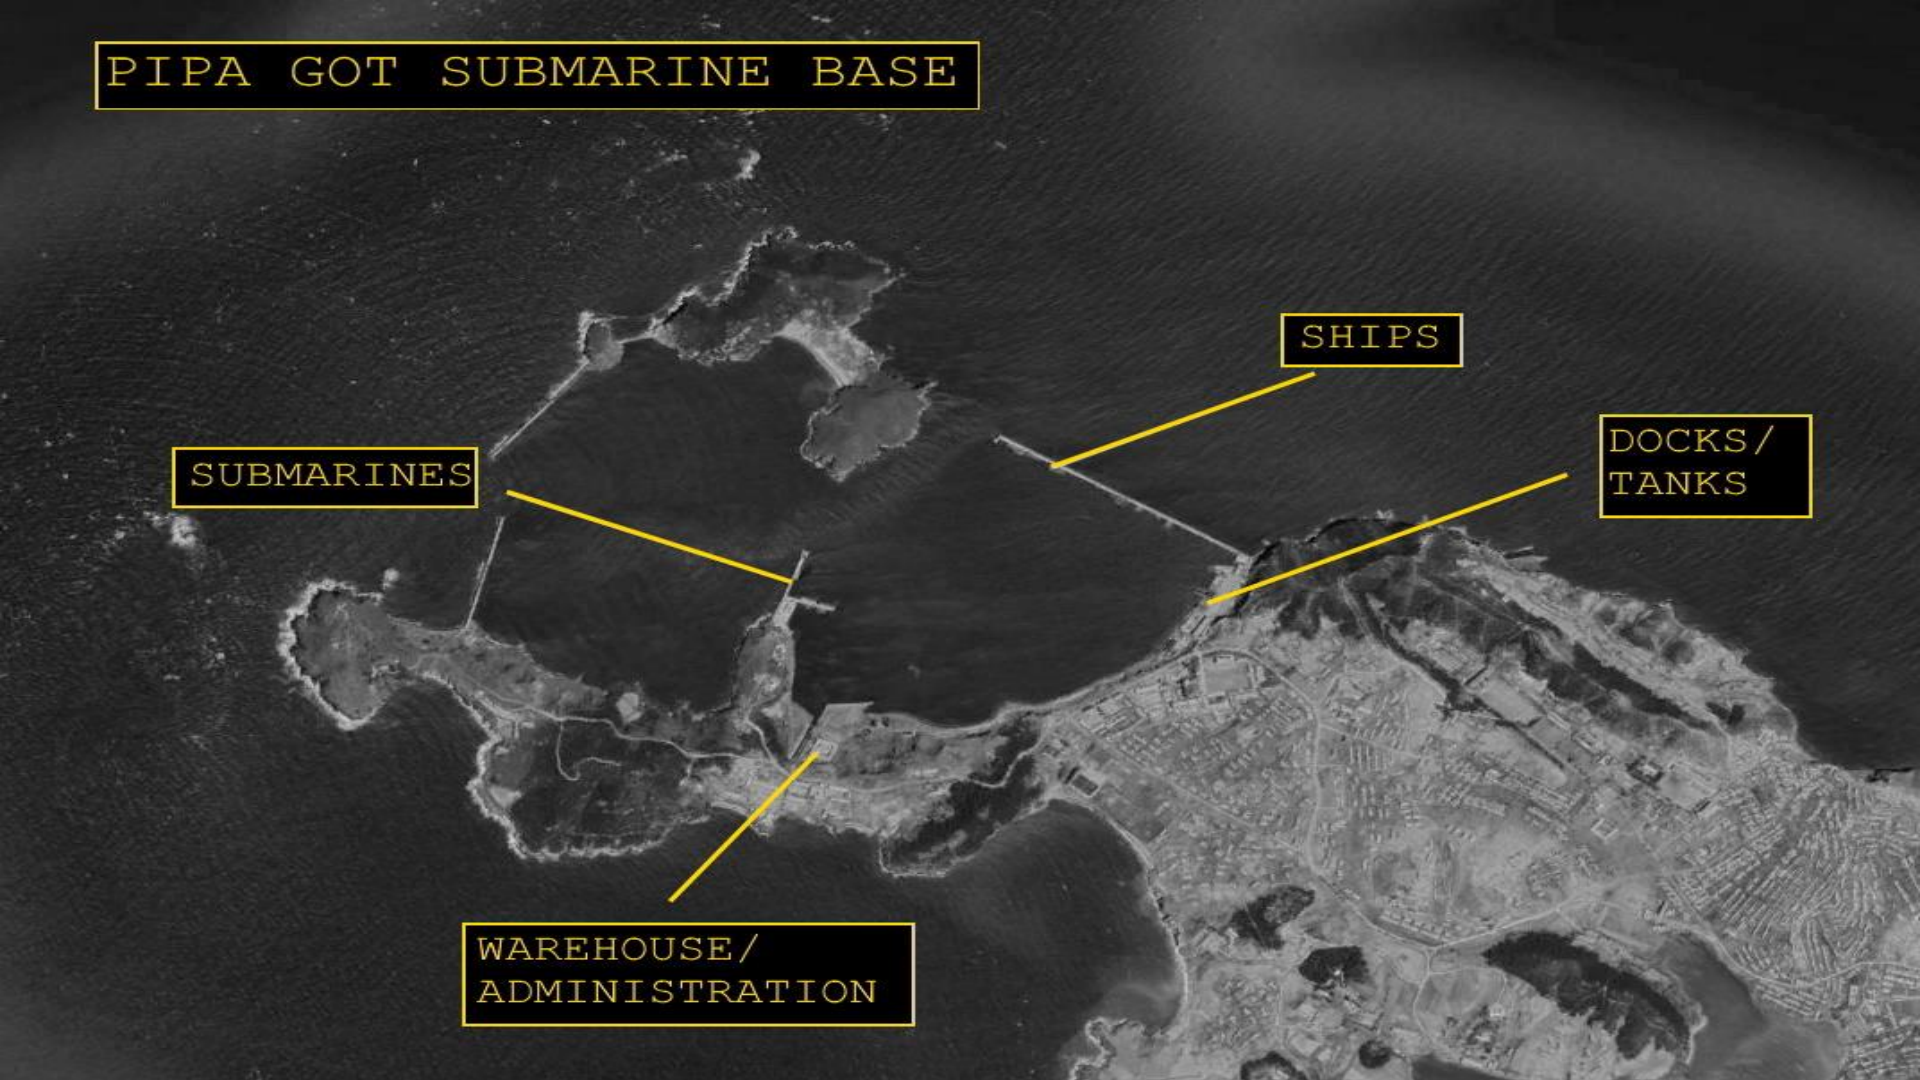 PIPA GOT SUBMARINE BASE
SHIPS
DOCKS/
TANKS
SUBMARINES
WAREHOUSE/
ADMINISTRATION